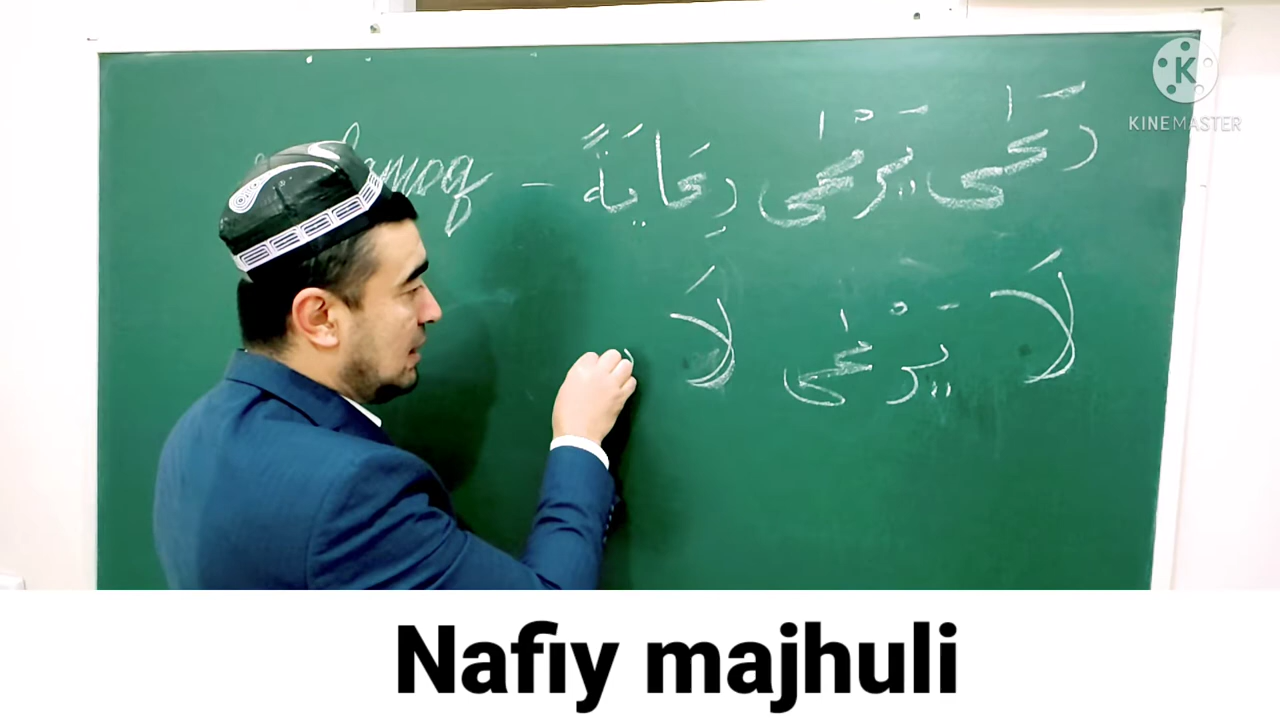 K
KINEMASTER
رَعٰى يَرْعٰى رِعَايَةً -
لَا يَرْعٰى لَا
Nafiy majhuli